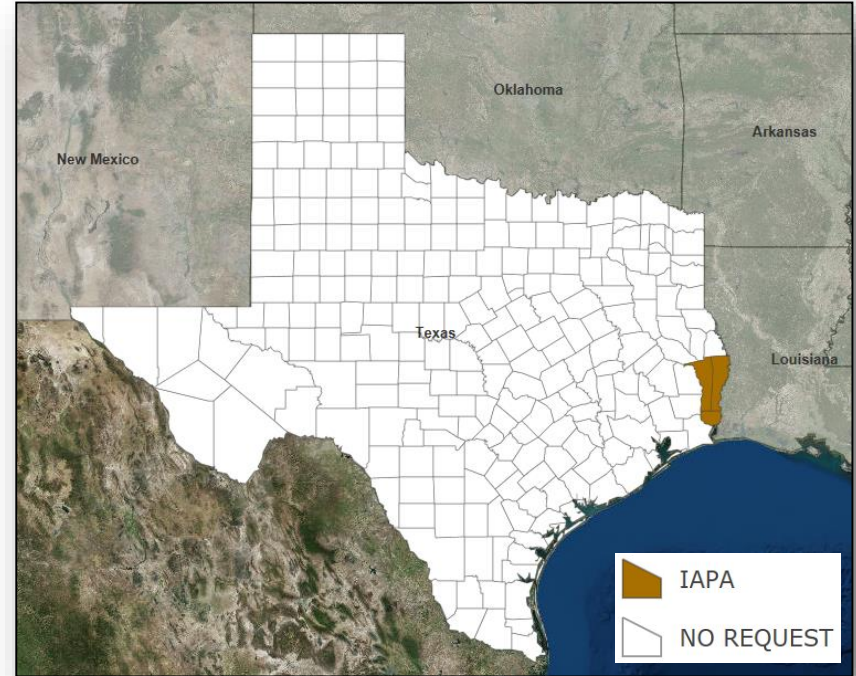 Oklahoma
Arkansas
New Mexico
Texas
Louisiana
IAPA
NO REQUEST